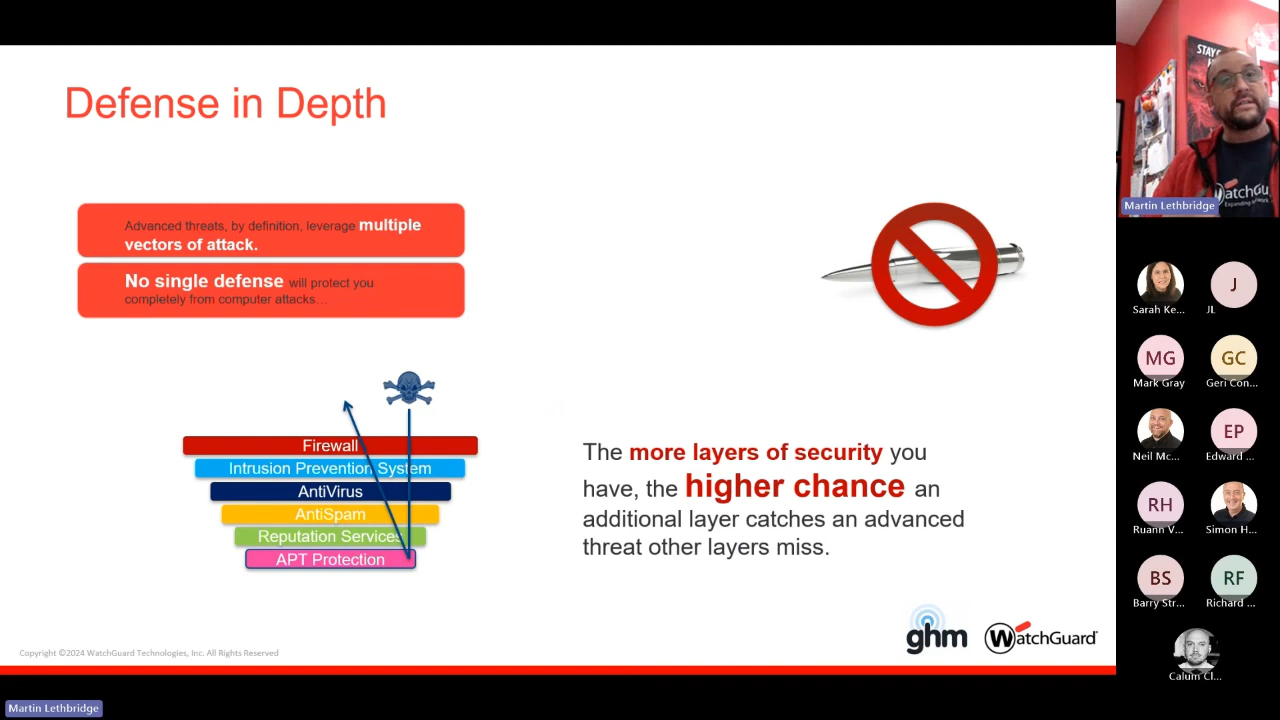 Defense in Depth
Advanced threats, by definition, leverage multiple
vectors of attack.
No single defense will protect you
completely from computer attacks...
Firewall
Intrusion Prevention System
AntiVirus
AntiSpam
Reputation Services
APT Protection
The more layers of security you
have, the higher chance an
additional layer catches an advanced
threat other layers miss.
ghm
WatchGuard
Copyright ©2024 WatchGuard Technologies, Inc. All Rights Reserved
Martin Lethbridge
STAY
WatchGu
Martin Lethbridge
Sarah Ke...
J
JL
MG
Mark Gray
GC
Geri Con...
Neil Mc...
EP
Edward ...
RH
Ruann V...
Simon H...
BS
Barry Str...
RF
Richard ...
Calum Cl...